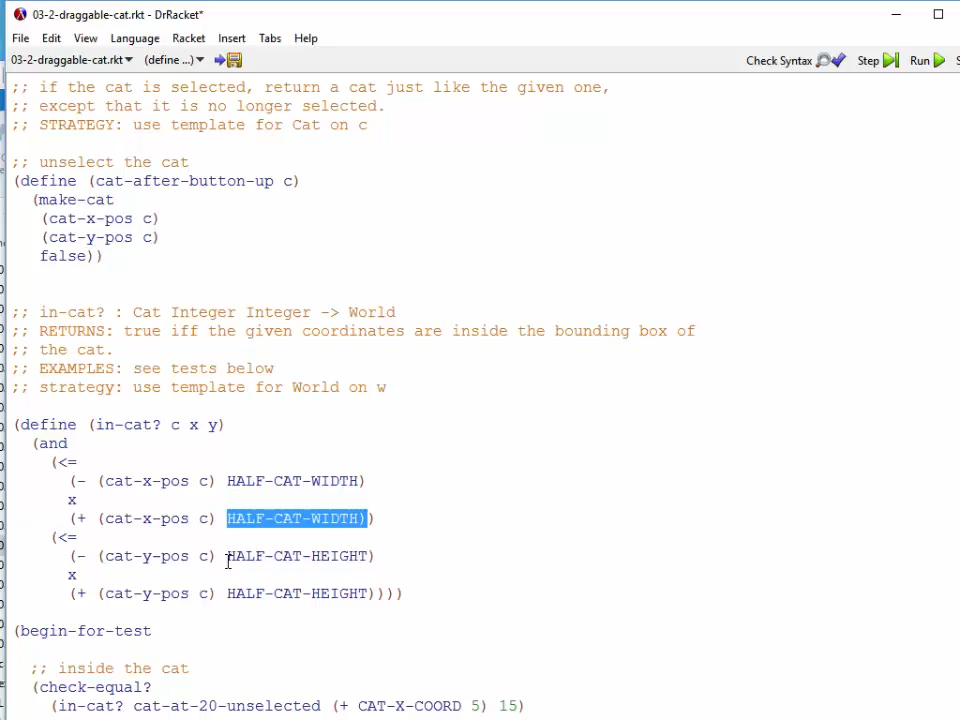 03-2-draggable-cat.rkt - DrRacket*
File Edit View Language Racket Insert Tabs Help
03-2-draggable-cat.rkt (define ...) Check Syntax Step Run
;; if the cat is selected, return a cat just like the given one,
;; except that it is no longer selected.
;; STRATEGY: use template for Cat on c
;; unselect the cat
(define (cat-after-button-up c)
(make-cat
(cat-x-pos c)
(cat-y-pos c)
false))
;; in-cat? : Cat Integer Integer -> World
;; RETURNS: true iff the given coordinates are inside the bounding box of
;; the cat.
;; EXAMPLES: see tests below
;; strategy: use template for World on w
(define (in-cat? c x y)
(and
(<=
(- (cat-x-pos c) HALF-CAT-WIDTH)
x
(+ (cat-x-pos c) HALF-CAT-WIDTH))
(<=
(- (cat-y-pos c) HALF-CAT-HEIGHT)
x
(+ (cat-y-pos c) HALF-CAT-HEIGHT))))
(begin-for-test
;; inside the cat
(check-equal?
(in-cat? cat-at-20-unselected (+ CAT-X-COORD 5) 15)